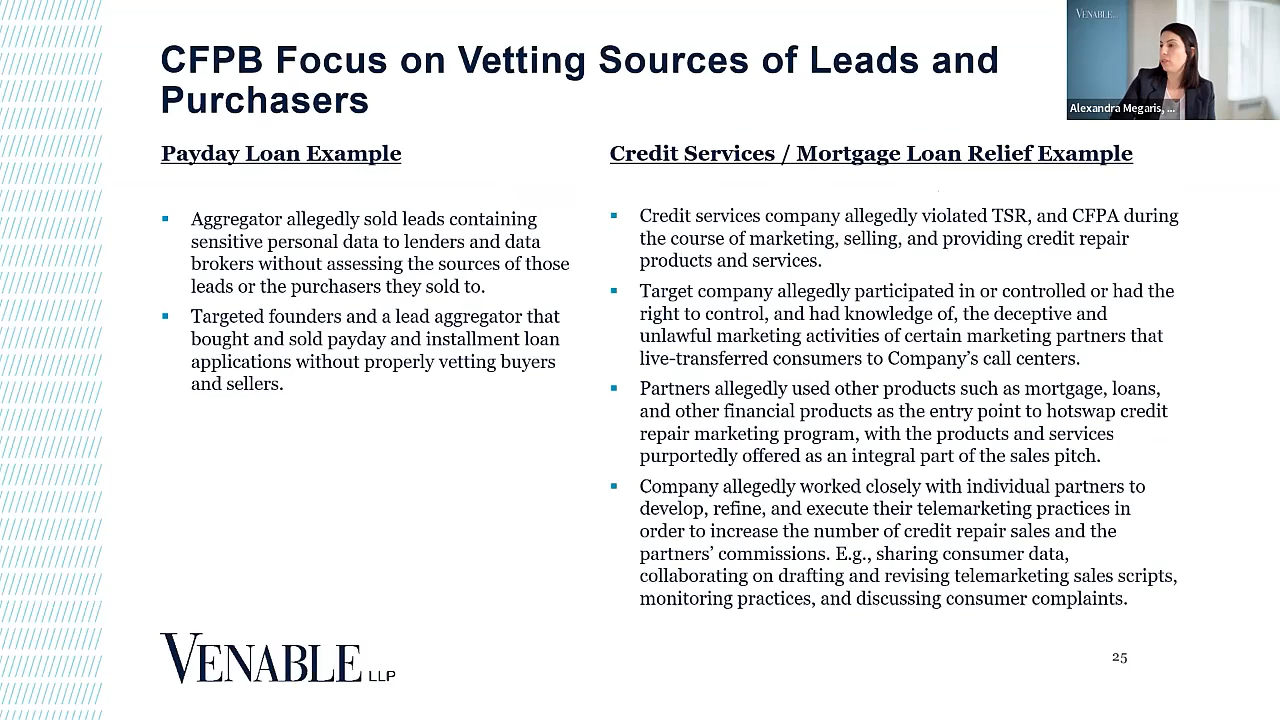 CFPB Focus on Vetting Sources of Leads and
Purchasers
VENABLE
Alexandra Megaris, ...
Payday Loan Example
Aggregator allegedly sold leads containing
sensitive personal data to lenders and data
brokers without assessing the sources of those
leads or the purchasers they sold to.
Targeted founders and a lead aggregator that
bought and sold payday and installment loan
applications without properly vetting buyers
and sellers.
Credit Services / Mortgage Loan Relief Example
Credit services company allegedly violated TSR, and CFPA during
the course of marketing, selling, and providing credit repair
products and services.
Target company allegedly participated in or controlled or had the
right to control, and had knowledge of, the deceptive and
unlawful marketing activities of certain marketing partners that
live-transferred consumers to Company’s call centers.
Partners allegedly used other products such as mortgage, loans,
and other financial products as the entry point to hotswap credit
repair marketing program, with the products and services
purportedly offered as an integral part of the sales pitch.
Company allegedly worked closely with individual partners to
develop, refine, and execute their telemarketing practices in
order to increase the number of credit repair sales and the
partners’ commissions. E.g., sharing consumer data,
collaborating on drafting and revising telemarketing sales scripts,
monitoring practices, and discussing consumer complaints.
VENABLE LLP
25